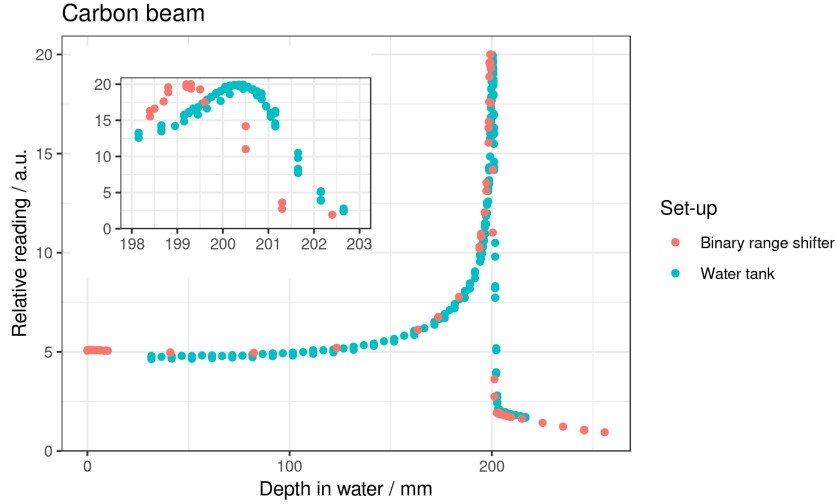 Carbon beam
Relative reading / a.u.
20
15
10
5
0
20
15
10
5
0
198 199 200 201 202 203
0 100 200
Depth in water / mm
Set-up
Binary range shifter
Water tank